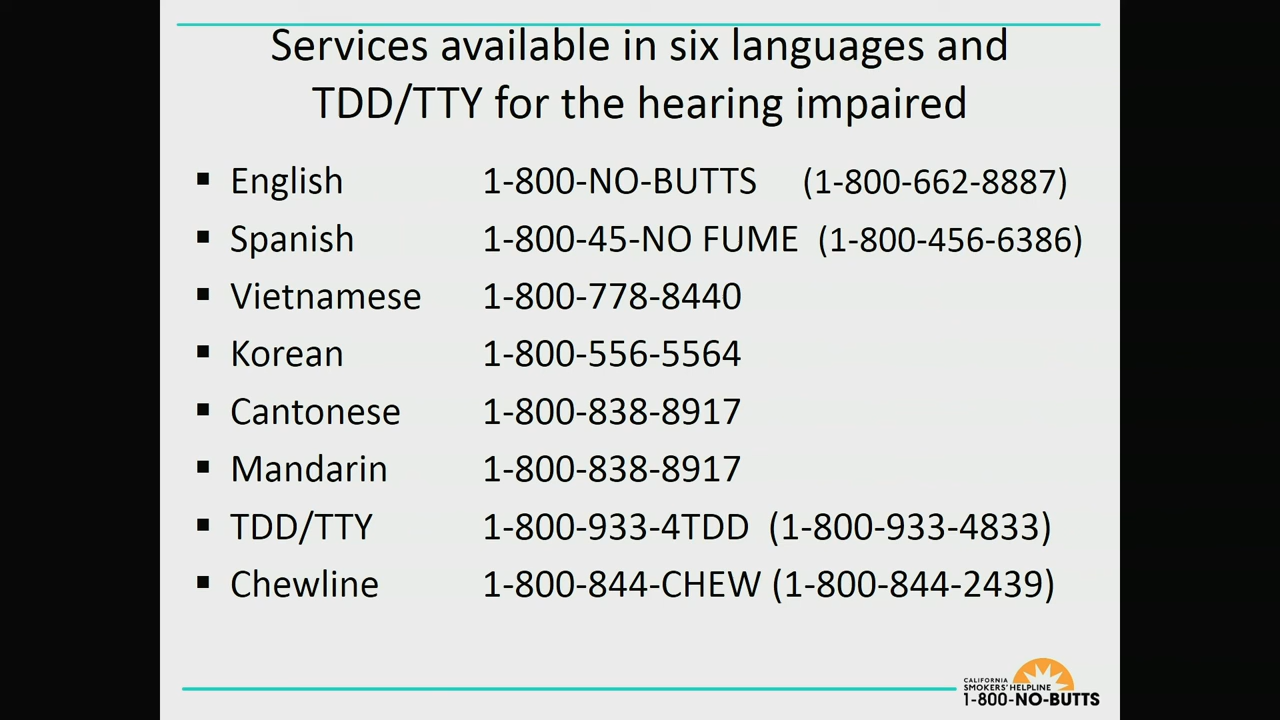 Services available in six languages and
TDD/TTY for the hearing impaired
▪ English 1-800-NO-BUTTS (1-800-662-8887)
▪ Spanish 1-800-45-NO FUME (1-800-456-6386)
▪ Vietnamese 1-800-778-8440
▪ Korean 1-800-556-5564
▪ Cantonese 1-800-838-8917
▪ Mandarin 1-800-838-8917
▪ TDD/TTY 1-800-933-4TDD (1-800-933-4833)
▪ Chewline 1-800-844-CHEW (1-800-844-2439)
CALIFORNIA
SMOKERS' HELPLINE
1-800-NO-BUTTS